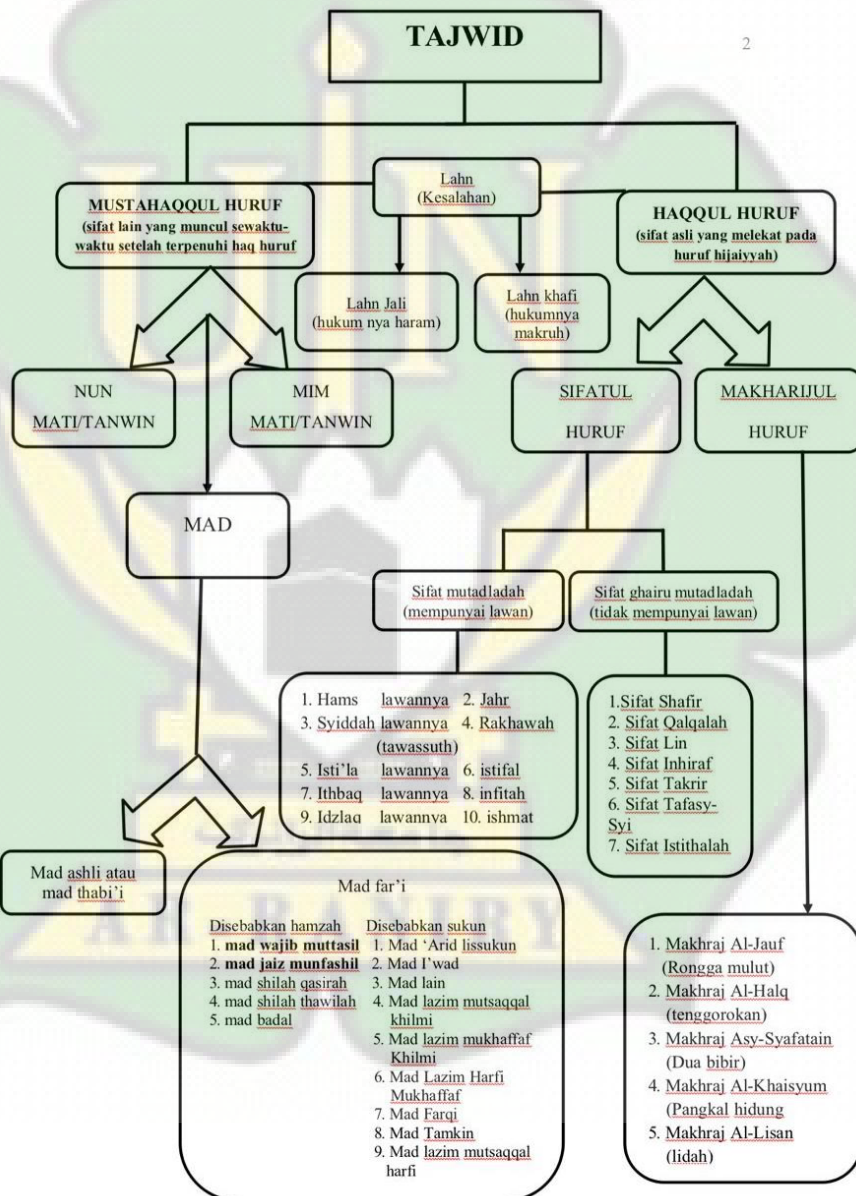 TAJWID
2
MUSTAHAQQUL HURUF
(sifat lain yang muncul sewaktu-
waktu setelah terpenuhi haq huruf
Lahn
(Kesalahan)
HAQQUL HURUF
(sifat asli yang melekat pada
huruf hijaiyyah)
Lahn Jali
(hukum nya haram)
Lahn khafi
(hukumnya
makruh)
NUN
MATI/TANWIN
MIM
MATI/TANWIN
SIFATUL
HURUF
MAKHARIJUL
HURUF
MAD
Sifat mutadladah
(mempunyai lawan)
Sifat ghairu mutadladah
(tidak mempunyai lawan)
1. Hams lawannya 2. Jahr
3. Syiddah lawannya 4. Rakhawah
(tawassuth)
5. Isti’la lawannya 6. istifal
7. Ithbaq lawannya 8. infitah
9. Idzlaq lawannya 10. ishmat
1.Sifat Shafir
2. Sifat Qalqalah
3. Sifat Lin
4. Sifat Inhiraf
5. Sifat Takrir
6. Sifat Tafasy-
Syi
7. Sifat Istithalah
Mad ashli atau
mad thabi’i
Mad far’i
Disebabkan hamzah
1. mad wajib muttasil
2. mad jaiz munfashil
3. mad shilah qasirah
4. mad shilah thawilah
5. mad badal
Disebabkan sukun
1. Mad ‘Arid lissukun
2. Mad I’wad
3. Mad lain
4. Mad lazim mutsaqqal
khilmi
5. Mad lazim mukhaffaf
Khilmi
6. Mad Lazim Harfi
Mukhaffaf
7. Mad Farqi
8. Mad Tamkin
9. Mad lazim mutsaqqal
harfi
1. Makhraj Al-Jauf
(Rongga mulut)
2. Makhraj Al-Halq
(tenggorokan)
3. Makhraj Asy-Syafatain
(Dua bibir)
4. Makhraj Al-Khaisyum
(Pangkal hidung
5. Makhraj Al-Lisan
(lidah)
UIN
AR-RANIRY